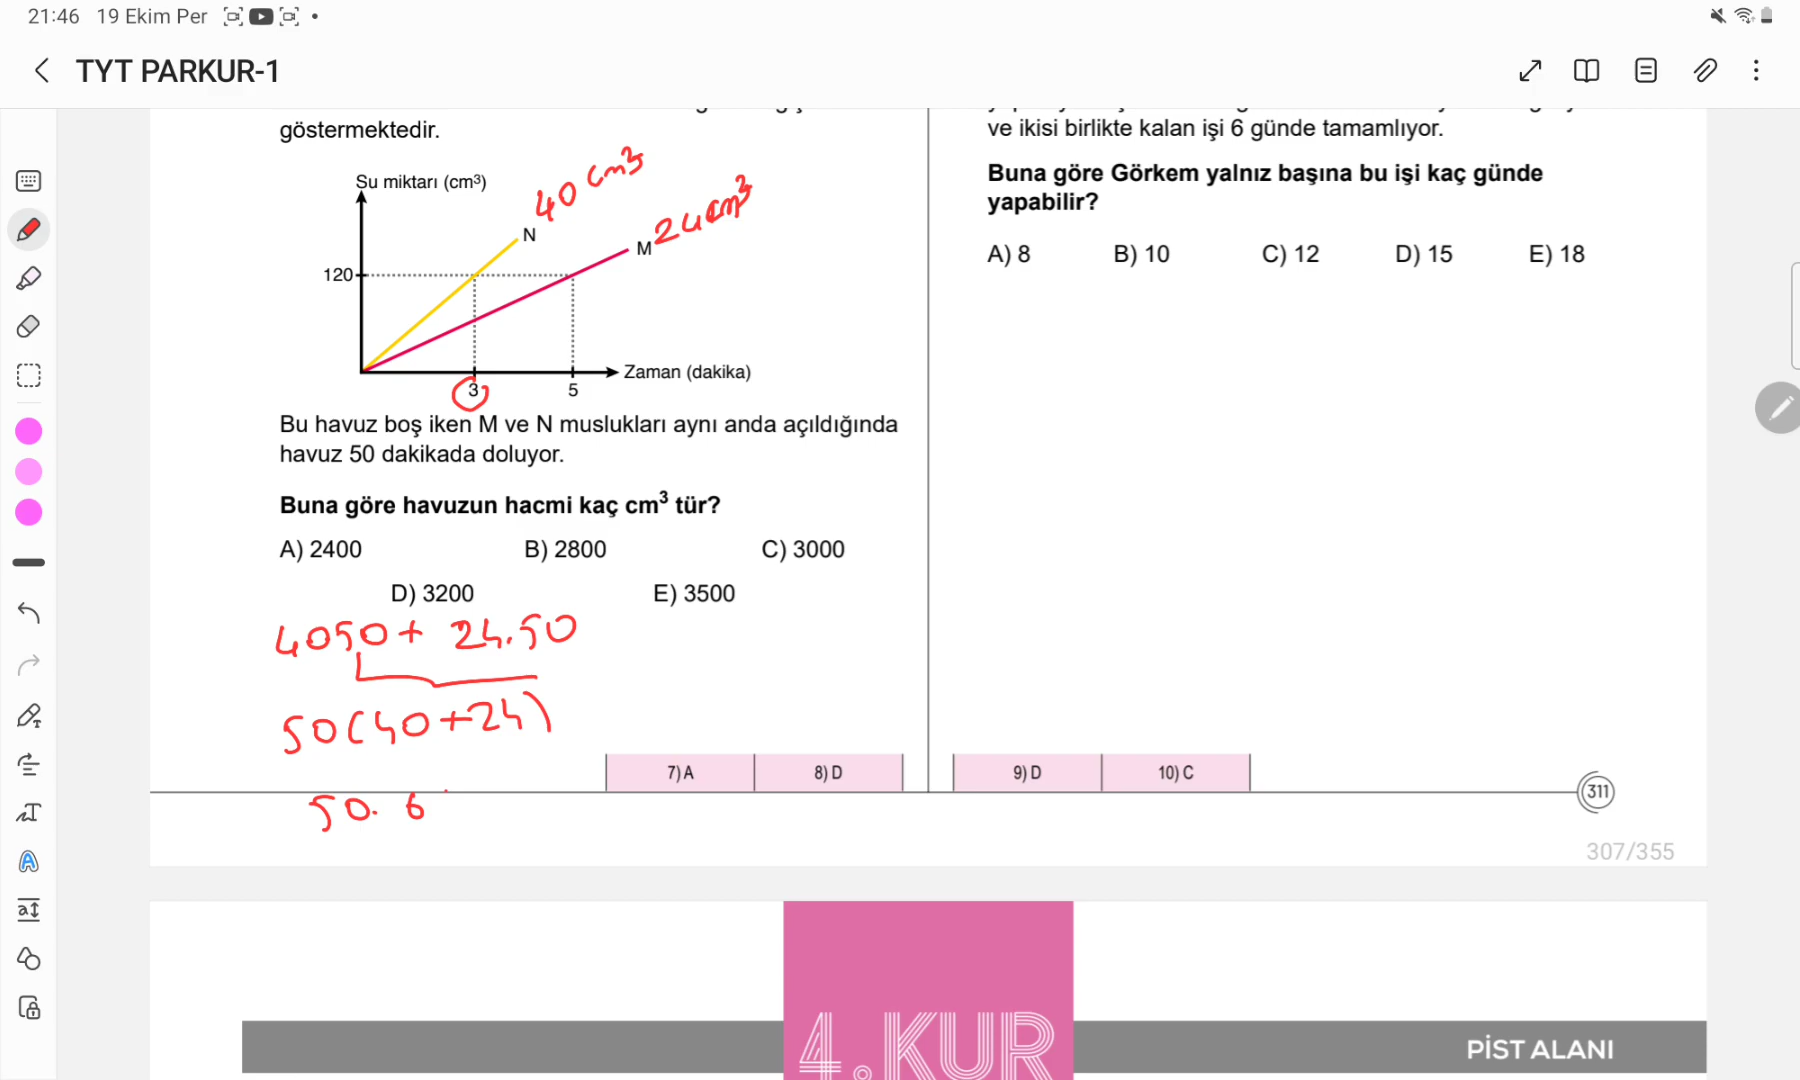 21:46 19 Ekim Per
TYT PARKUR-1
göstermektedir.
Su miktarı (cm³)
40 cm³
N
M
24 cm³
120
3
5
Zaman (dakika)
Bu havuz boş iken M ve N muslukları aynı anda açıldığında
havuz 50 dakikada doluyor.
Buna göre havuzun hacmi kaç cm³ tür?
A) 2400 B) 2800 C) 3000
D) 3200 E) 3500
4050 + 24.50
50(40+24)
50. 6
7) A 8) D
ve ikisi birlikte kalan işi 6 günde tamamlıyor.
Buna göre Görkem yalnız başına bu işi kaç günde
yapabilir?
A) 8 B) 10 C) 12 D) 15 E) 18
9) D 10) C
311
307/355
4.KUR
PİST ALANI